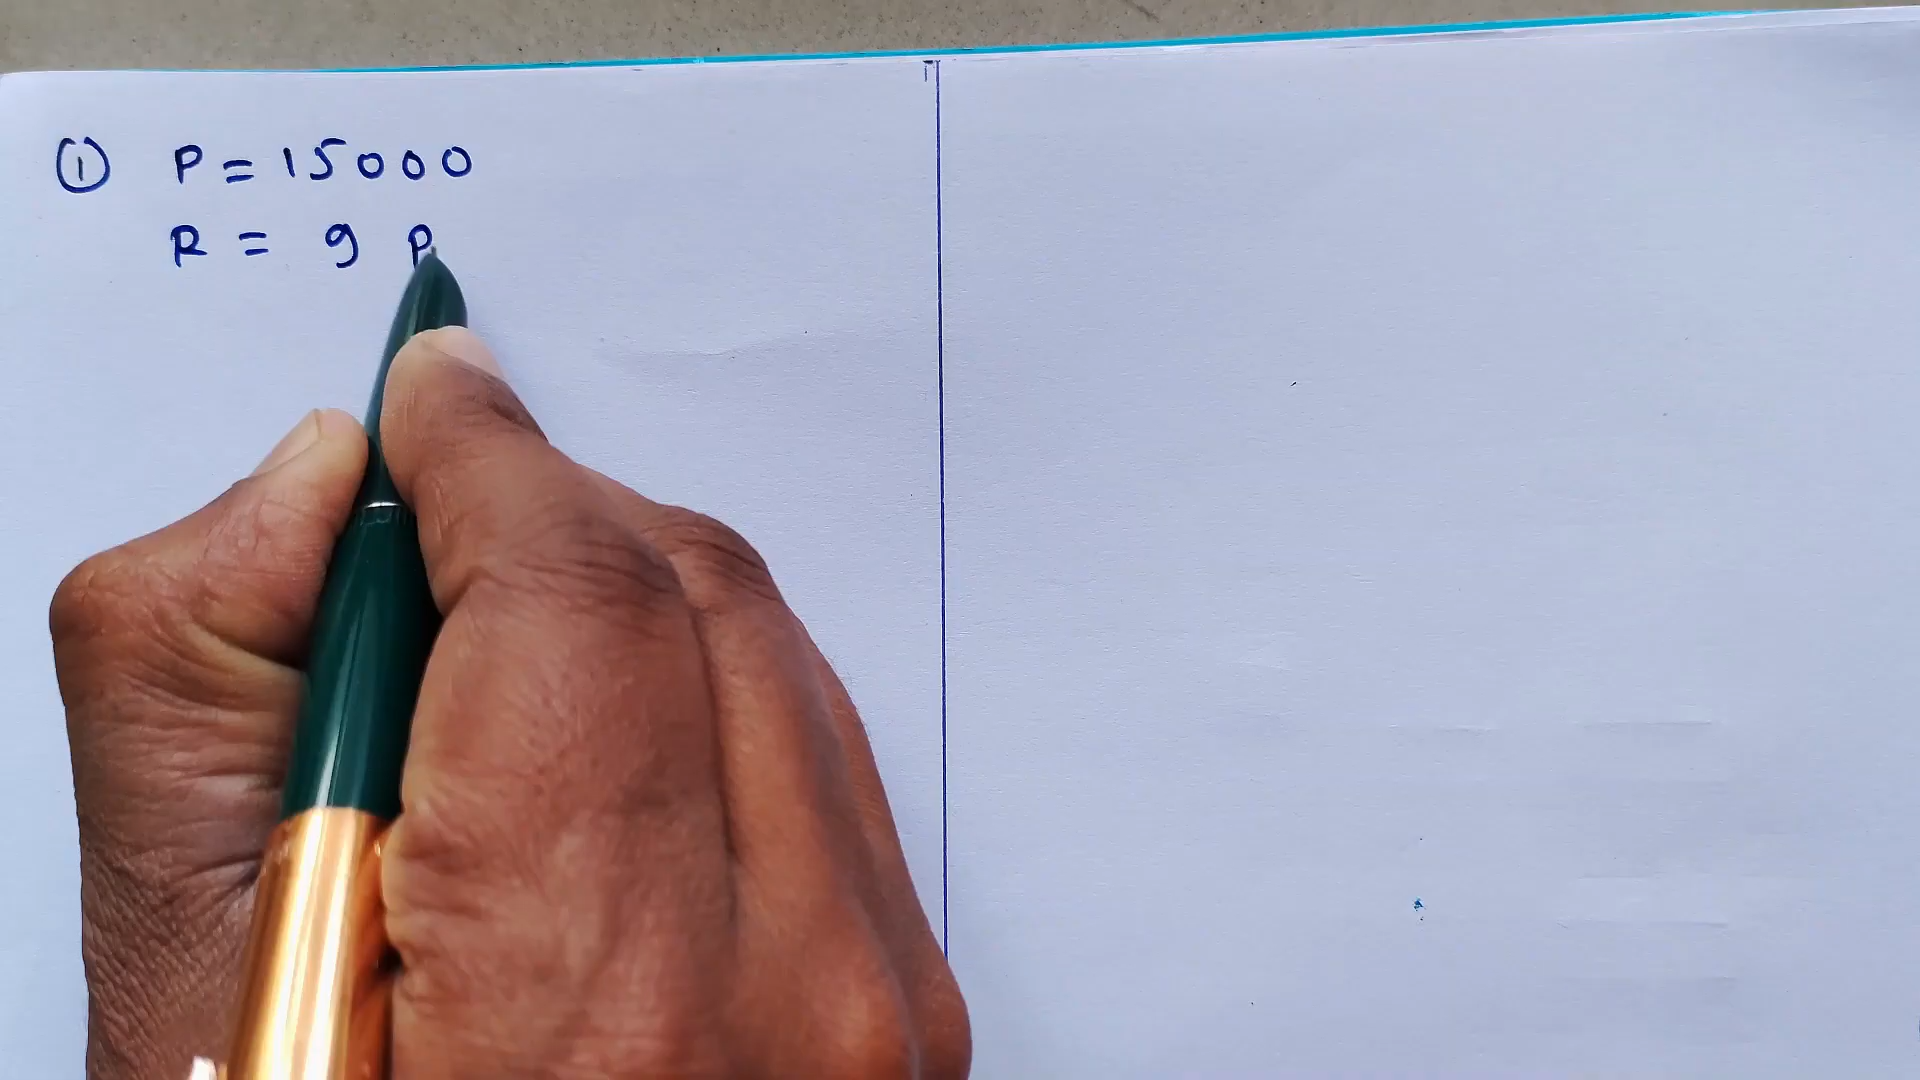 ① P = 15000
R = 9 P